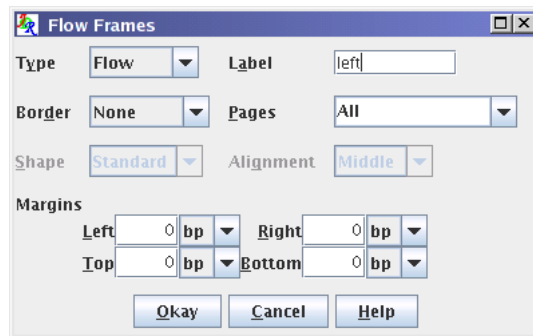 Flow Frames
Type Flow Label left
Border None Pages All
Shape Standard Alignment Middle
Margins
Left 0 bp Right 0 bp
Top 0 bp Bottom 0 bp
Okay Cancel Help